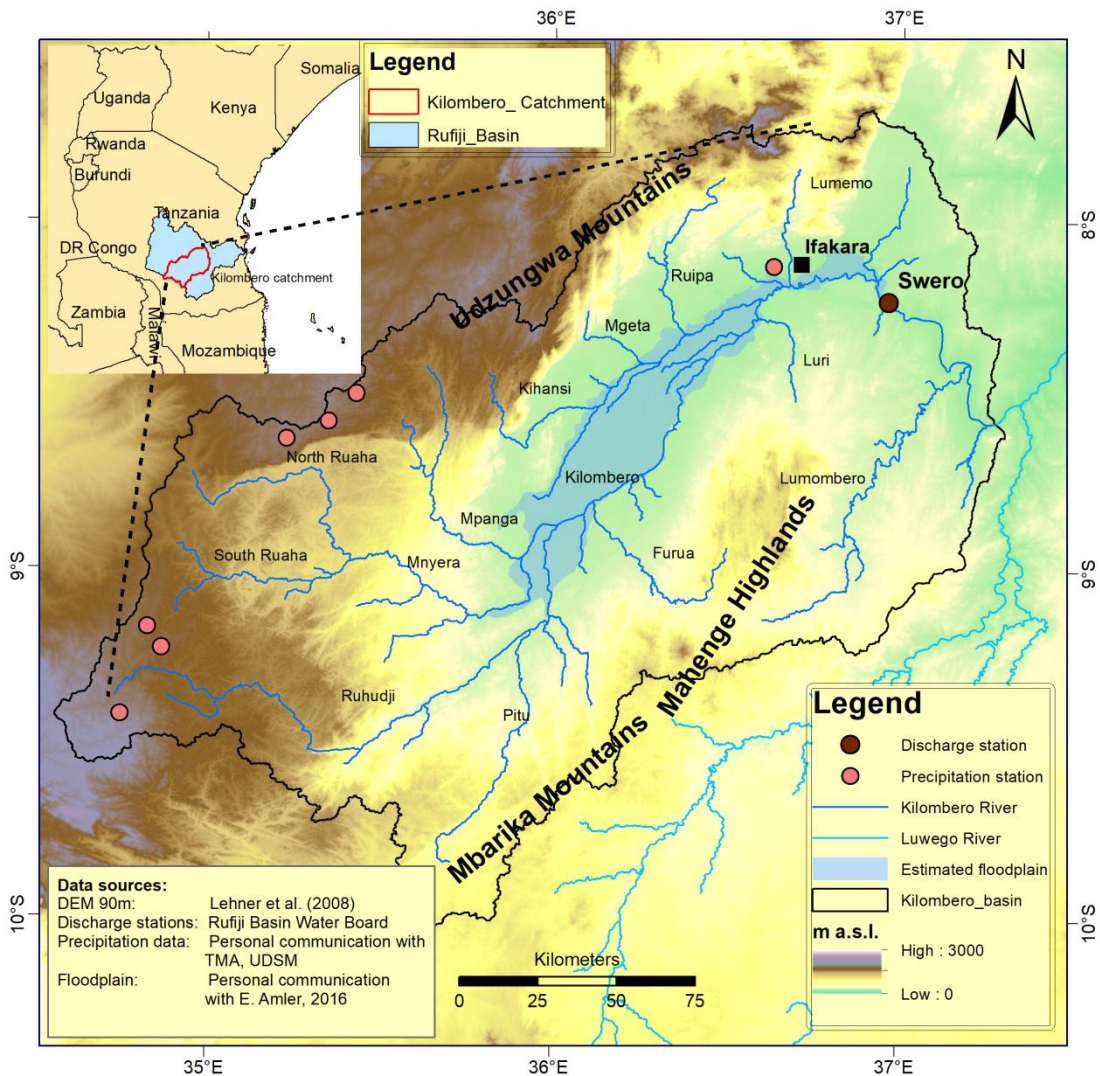 36°E
37°E
Somalia
Uganda
Kenya
Rwanda
Burundi
Tanzania
DR Congo
Kilombero catchment
Zambia
Malawi
Mozambique
Legend
Kilombero_ Catchment
Rufiji_Basin
N
8°S
Udzungwa Mountains
Lumemo
Ifakara
Ruipa
Swero
Mgeta
Luri
Kihansi
North Ruaha
Kilombero
Lumombero
Mpanga
South Ruaha
Mnyera
Furua
9°S
9°S
Mahenge Highlands
Ruhudji
Pitu
Mbarika Mountains
Legend
Discharge station
Precipitation station
Kilombero River
Luwego River
Estimated floodplain
Kilombero_basin
m a.s.l.
High : 3000
Low : 0
Data sources:
DEM 90m: Lehner et al. (2008)
Discharge stations: Rufiji Basin Water Board
Precipitation data: Personal communication with
TMA, UDSM
Floodplain: Personal communication
with E. Amler, 2016
Kilometers
0 25 50 75
10°S
10°S
35°E
36°E
37°E